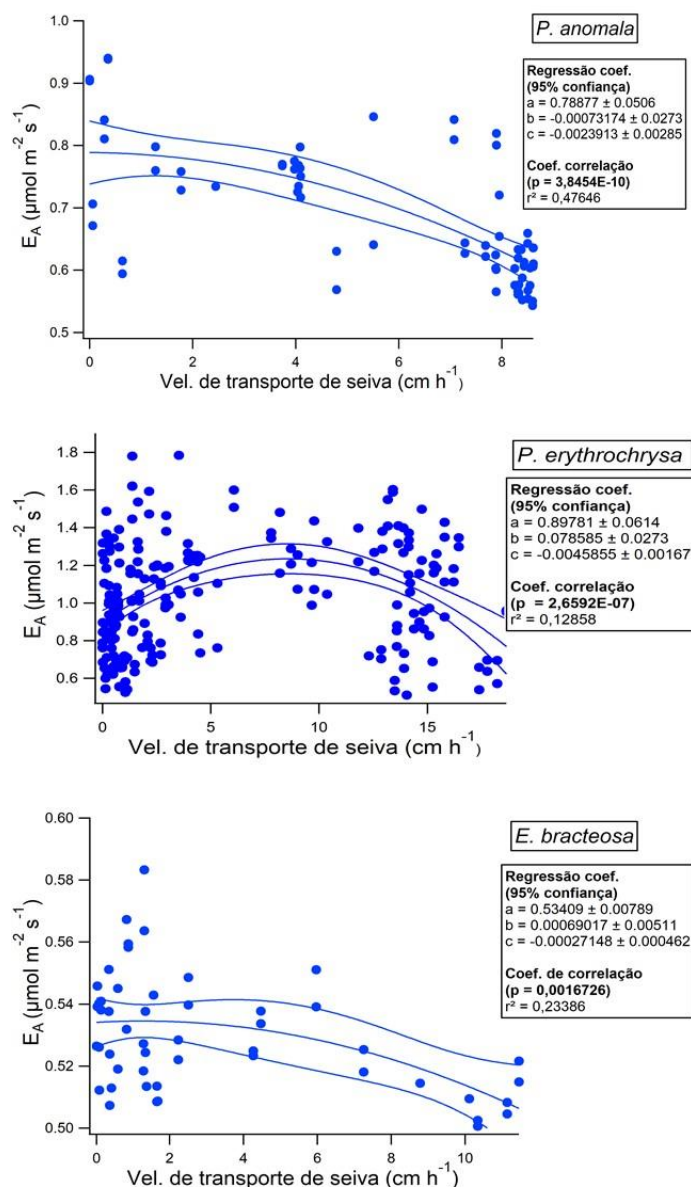 P. anomala
1.0
0.9
0.8
0.7
0.6
0.5
E_A (μmol m⁻² s⁻¹)
0 2 4 6 8
Vel. de transporte de seiva (cm h⁻¹)
Regressão coef.
(95% confiança)
a = 0.78877 ± 0.0506
b = -0.00073174 ± 0.0273
c = -0.0023913 ± 0.00285
Coef. correlação
(p = 3,8454E-10)
r² = 0,47646
P. erythrochrysa
1.8
1.6
1.4
1.2
1.0
0.8
0.6
E_A (μmol m⁻² s⁻¹)
0 5 10 15
Vel. de transporte de seiva (cm h⁻¹)
Regressão coef.
(95% confiança)
a = 0.89781 ± 0.0614
b = 0.078585 ± 0.0273
c = -0.0045855 ± 0.00167
Coef. correlação
(p = 2,6592E-07)
r² = 0,12858
E. bracteosa
0.60
0.58
0.56
0.54
0.52
0.50
E_A (μmol m⁻² s⁻¹)
0 2 4 6 8 10
Vel. de transporte de seiva (cm h⁻¹)
Regressão coef.
(95% confiança)
a = 0.53409 ± 0.00789
b = 0.00069017 ± 0.00511
c = -0.00027148 ± 0.000462
Coef. de correlação
(p = 0,0016726)
r² = 0,23386